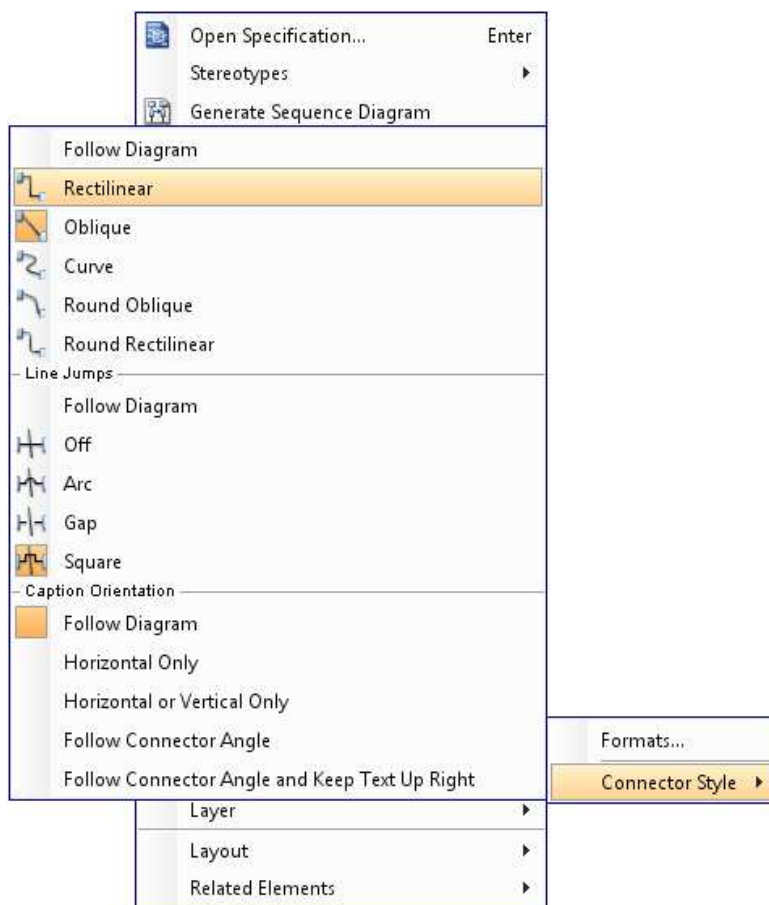 Open Specification... Enter
Stereotypes
Generate Sequence Diagram
Follow Diagram
Rectilinear
Oblique
Curve
Round Oblique
Round Rectilinear
Line Jumps
Follow Diagram
Off
Arc
Gap
Square
Caption Orientation
Follow Diagram
Horizontal Only
Horizontal or Vertical Only
Follow Connector Angle
Follow Connector Angle and Keep Text Up Right
Formats...
Connector Style
Layer
Layout
Related Elements